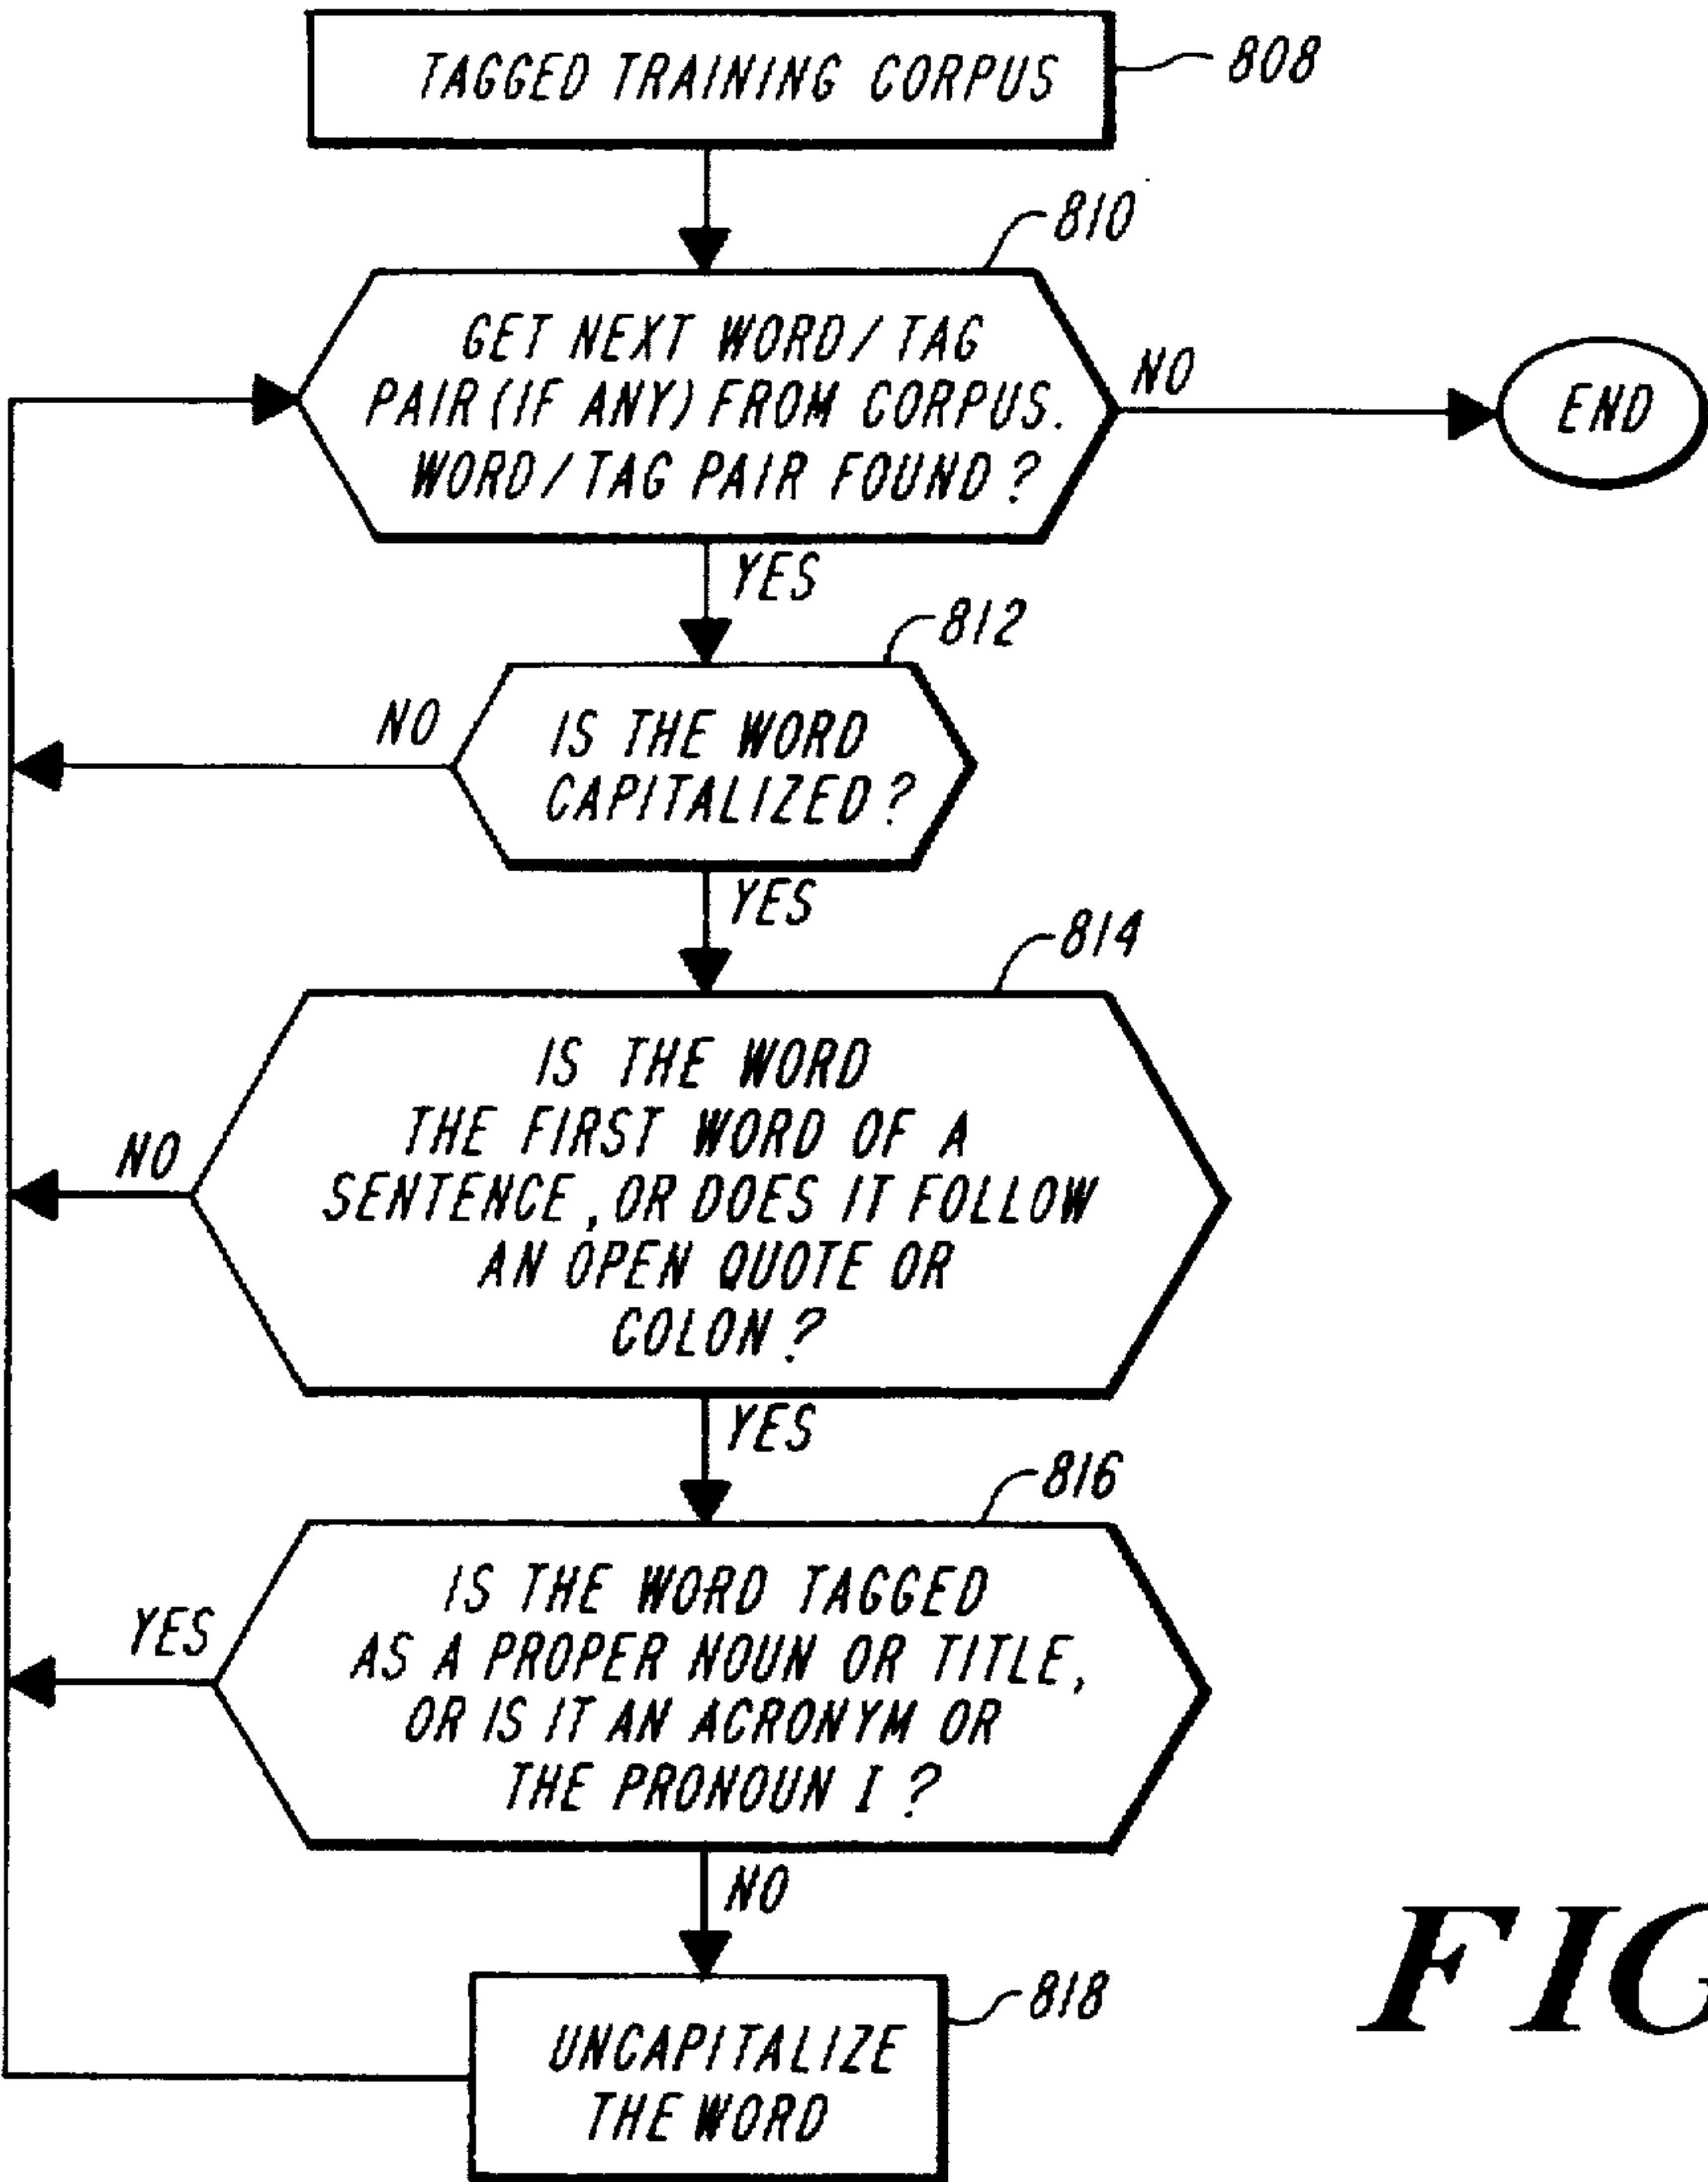 TAGGED TRAINING CORPUS
808
810
GET NEXT WORD/TAG
PAIR (IF ANY) FROM CORPUS.
WORD/TAG PAIR FOUND?
NO
END
YES
812
NO
IS THE WORD
CAPITALIZED?
YES
814
IS THE WORD
THE FIRST WORD OF A
SENTENCE, OR DOES IT FOLLOW
AN OPEN QUOTE OR
COLON?
NO
YES
816
IS THE WORD TAGGED
AS A PROPER NOUN OR TITLE,
OR IS IT AN ACRONYM OR
THE PRONOUN I?
YES
NO
818
UNCAPITALIZE
THE WORD
FIG